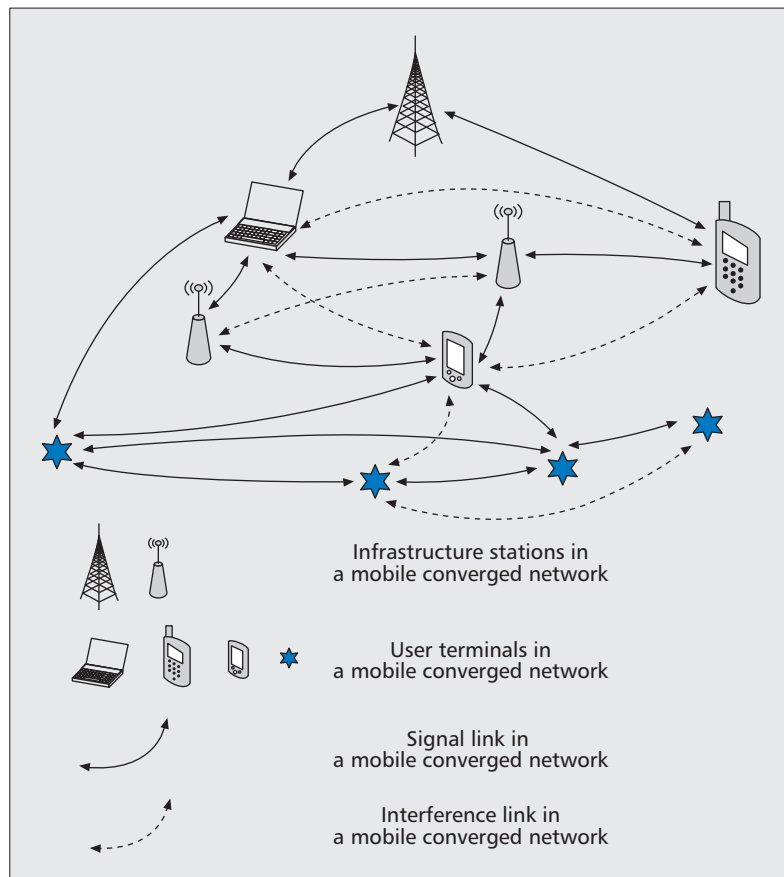 Infrastructure stations in
a mobile converged network
User terminals in
a mobile converged network
Signal link in
a mobile converged network
Interference link in
a mobile converged network